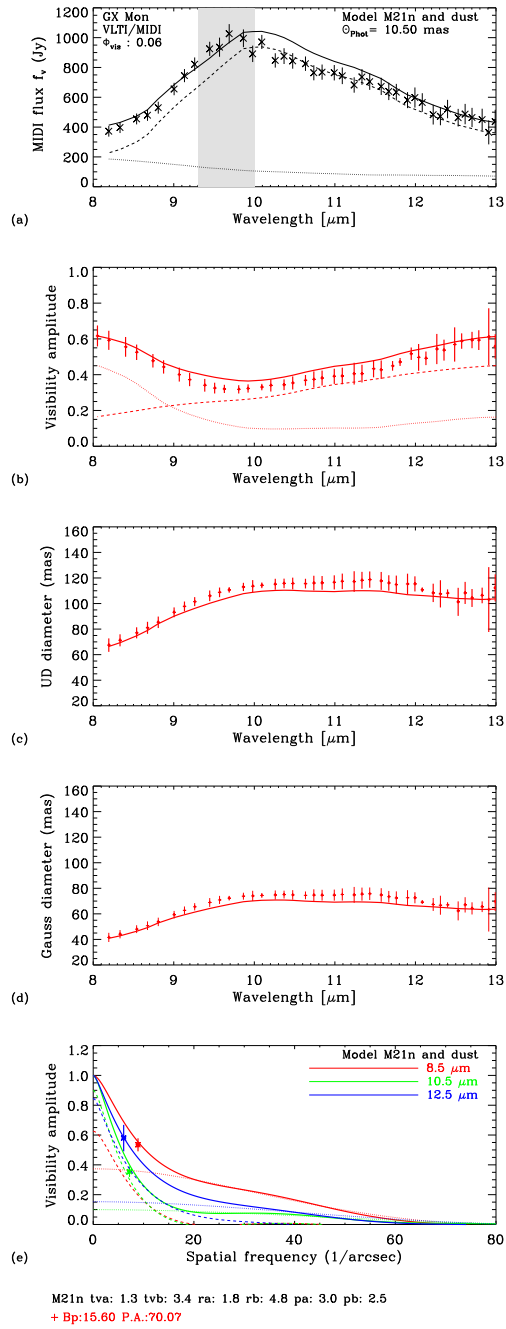 GX Mon
VLTI/MIDI
Φvis : 0.06
Model M21n and dust
ΘPhot= 10.50 mas
MIDI flux fν (Jy)
1200
1000
800
600
400
200
0
8 9 10 11 12 13
Wavelength [μm]
(a)
Visibility amplitude
1.0
0.8
0.6
0.4
0.2
0.0
8 9 10 11 12 13
Wavelength [μm]
(b)
UD diameter (mas)
160
140
120
100
80
60
40
20
8 9 10 11 12 13
Wavelength [μm]
(c)
Gauss diameter (mas)
160
140
120
100
80
60
40
20
8 9 10 11 12 13
Wavelength [μm]
(d)
Visibility amplitude
1.2
1.0
0.8
0.6
0.4
0.2
0.0
Model M21n and dust
8.5 μm
10.5 μm
12.5 μm
0 20 40 60 80
Spatial frequency (1/arcsec)
(e)
M21n tva: 1.3 tvb: 3.4 ra: 1.8 rb: 4.8 pa: 3.0 pb: 2.5
+ Bp:15.60 P.A.:70.07